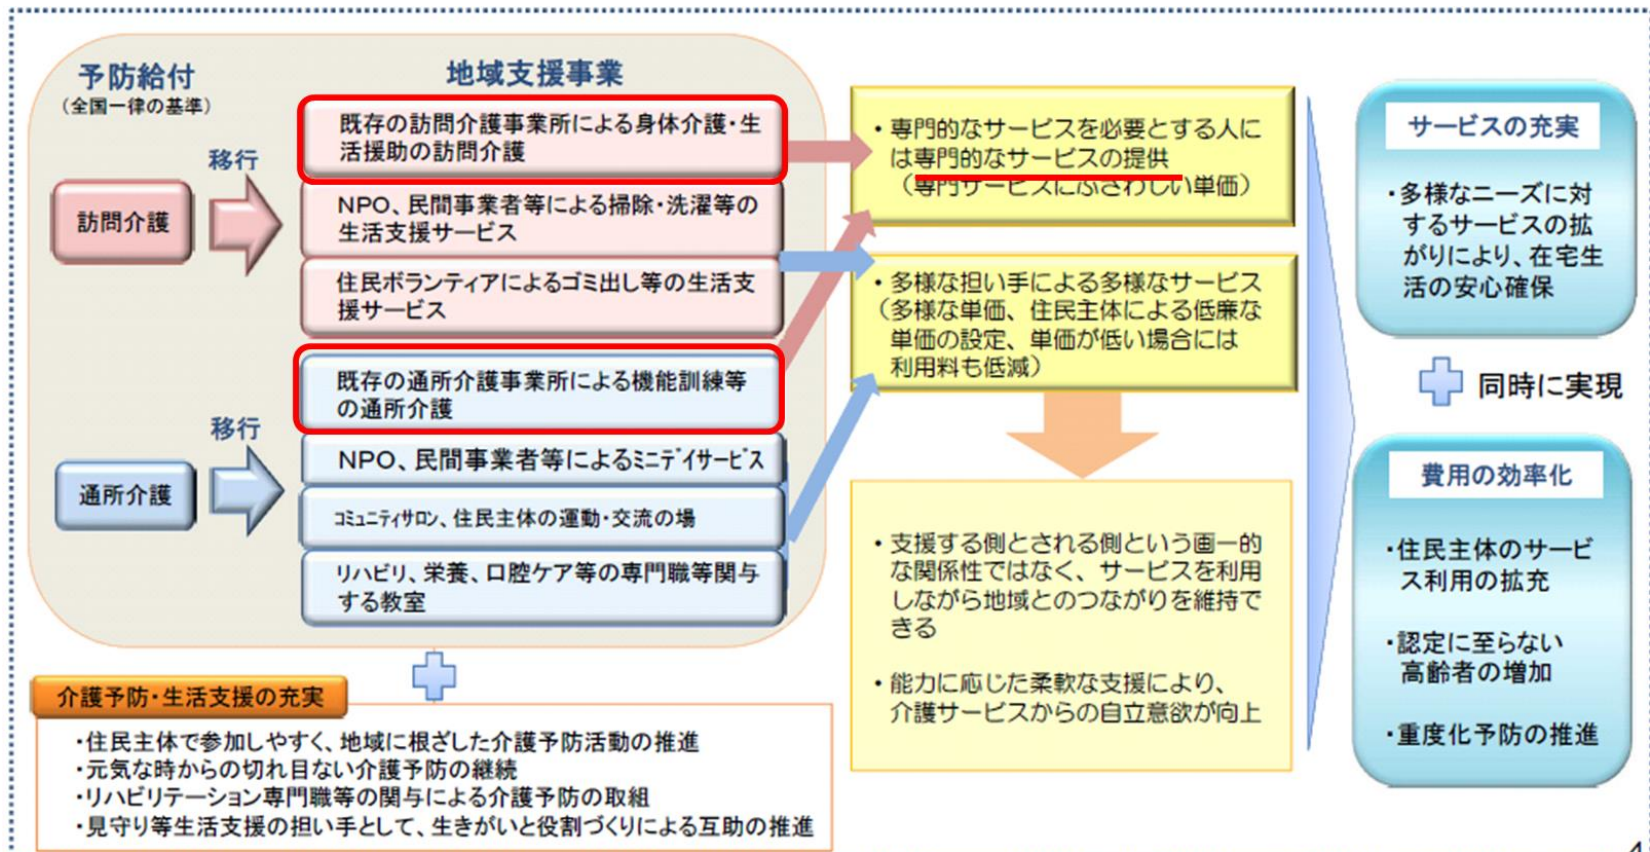 予防給付
(全国一律の基準)
地域支援事業
移行
訪問介護
既存の訪問介護事業所による身体介護・生
活援助の訪問介護
NPO、民間事業者等による掃除・洗濯等の
生活支援サービス
住民ボランティアによるゴミ出し等の生活支
援サービス
移行
通所介護
既存の通所介護事業所による機能訓練等
の通所介護
NPO、民間事業者等によるミニデイサービス
コミュニティサロン、住民主体の運動・交流の場
リハビリ、栄養、口腔ケア等の専門職等関与
する教室
介護予防・生活支援の充実
・住民主体で参加しやすく、地域に根ざした介護予防活動の推進
・元気な時からの切れ目ない介護予防の継続
・リハビリテーション専門職等の関与による介護予防の取組
・見守り等生活支援の担い手として、生きがいと役割づくりによる互助の推進
・専門的なサービスを必要とする人に
は専門的なサービスの提供
(専門サービスにふさわしい単価)
・多様な担い手による多様なサービス
(多様な単価、住民主体による低廉な
単価の設定、単価が低い場合には
利用料も低減)
・支援する側とされる側という画一的
な関係性ではなく、サービスを利用
しながら地域とのつながりを維持で
きる
・能力に応じた柔軟な支援により、
介護サービスからの自立意欲が向上
サービスの充実
・多様なニーズに対
するサービスの拡
がりにより、在宅生
活の安心確保
同時に実現
費用の効率化
・住民主体のサービ
ス利用の拡充
・認定に至らない
高齢者の増加
・重度化予防の推進
4